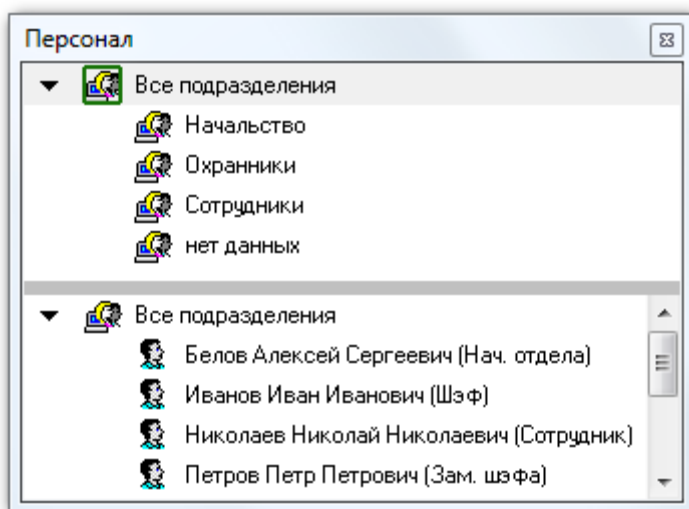 Персонал
Все подразделения
Начальство
Охранники
Сотрудники
нет данных
Все подразделения
Белов Алексей Сергеевич (Нач. отдела)
Иванов Иван Иванович (Шэф)
Николаев Николай Николаевич (Сотрудник)
Петров Петр Петрович (Зам. шэфа)